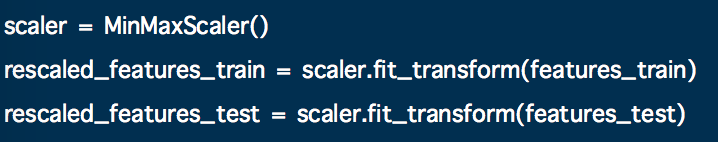 scaler = MinMaxScaler()
rescaled_features_train = scaler.fit_transform(features_train)
rescaled_features_test = scaler.fit_transform(features_test)